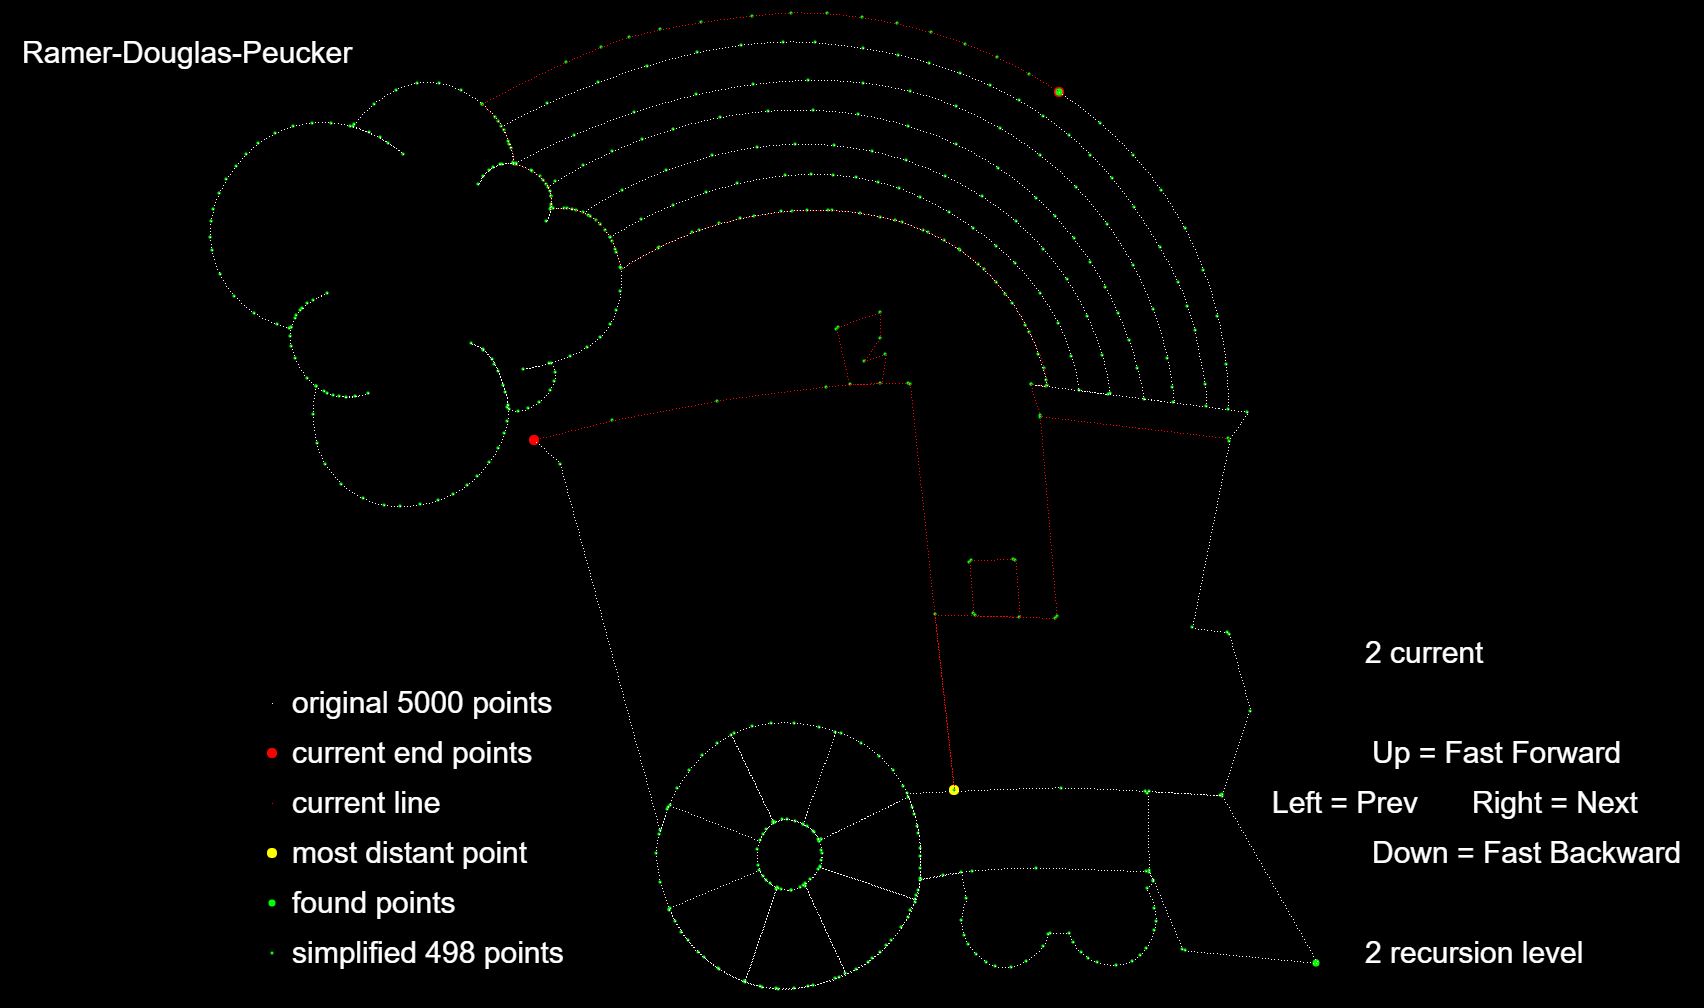 Ramer-Douglas-Peucker
original 5000 points
current end points
current line
most distant point
found points
simplified 498 points
2 current
Up = Fast Forward
Left = Prev Right = Next
Down = Fast Backward
2 recursion level